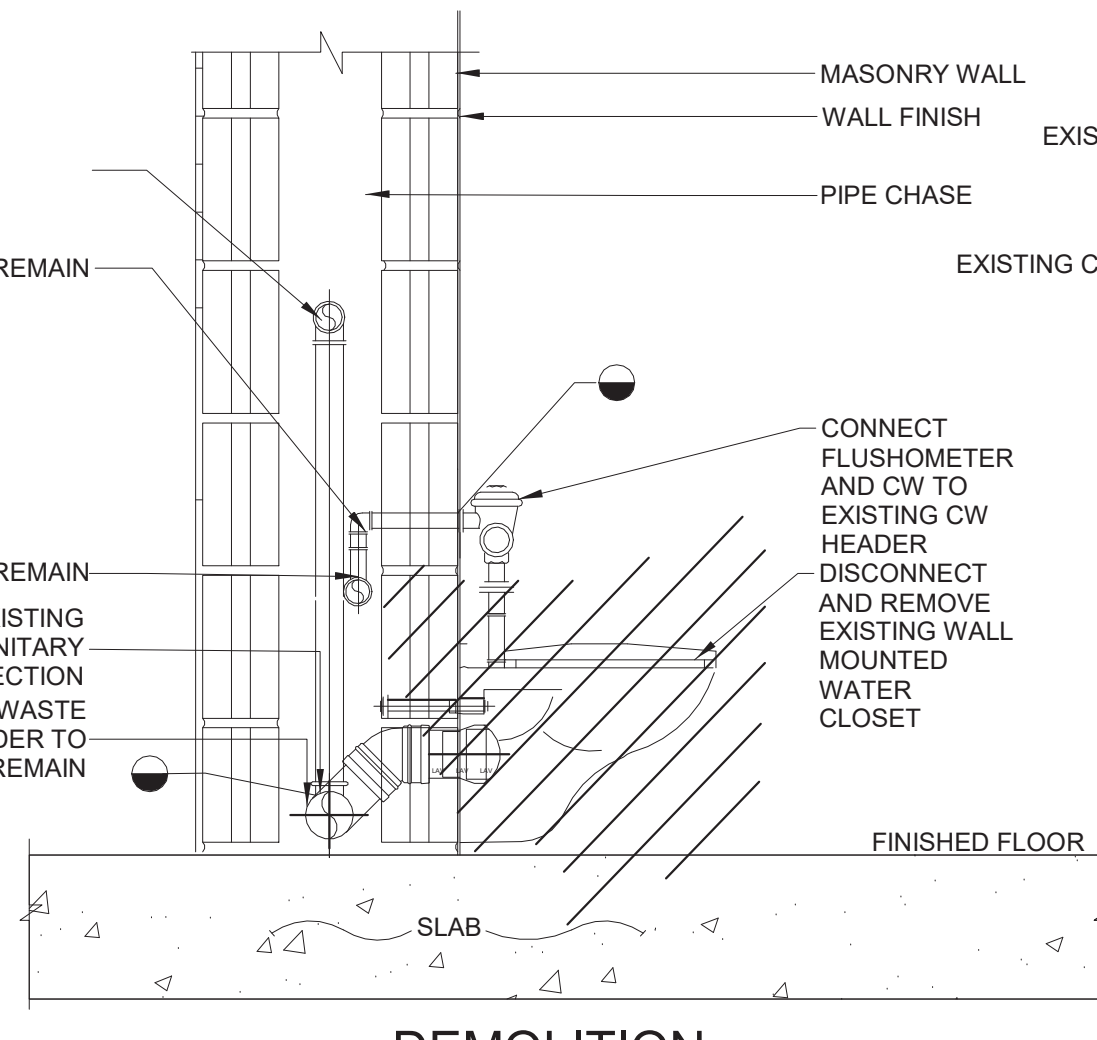 MASONRY WALL
WALL FINISH
EXIS
PIPE CHASE
REMAIN
EXISTING C
CONNECT
FLUSHOMETER
AND CW TO
EXISTING CW
HEADER
DISCONNECT
AND REMOVE
EXISTING WALL
MOUNTED
WATER
CLOSET
REMAIN
ISTING
NITARY
ECTION
WASTE
DER TO
REMAIN
LAV LAV LAV
FINISHED FLOOR
SLAB
DEMOLITION